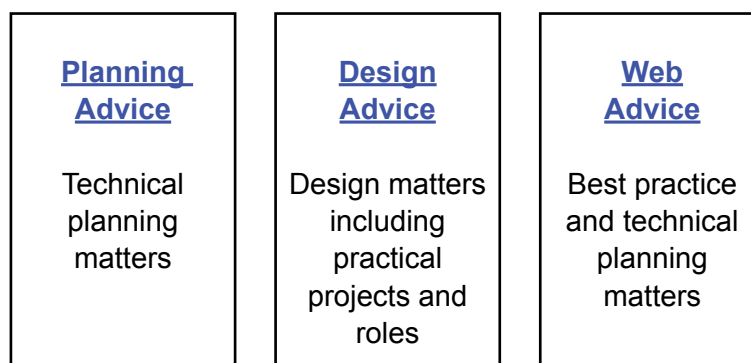 Planning
Advice
Technical
planning
matters
Design
Advice
Design matters
including
practical
projects and
roles
Web
Advice
Best practice
and technical
planning
matters